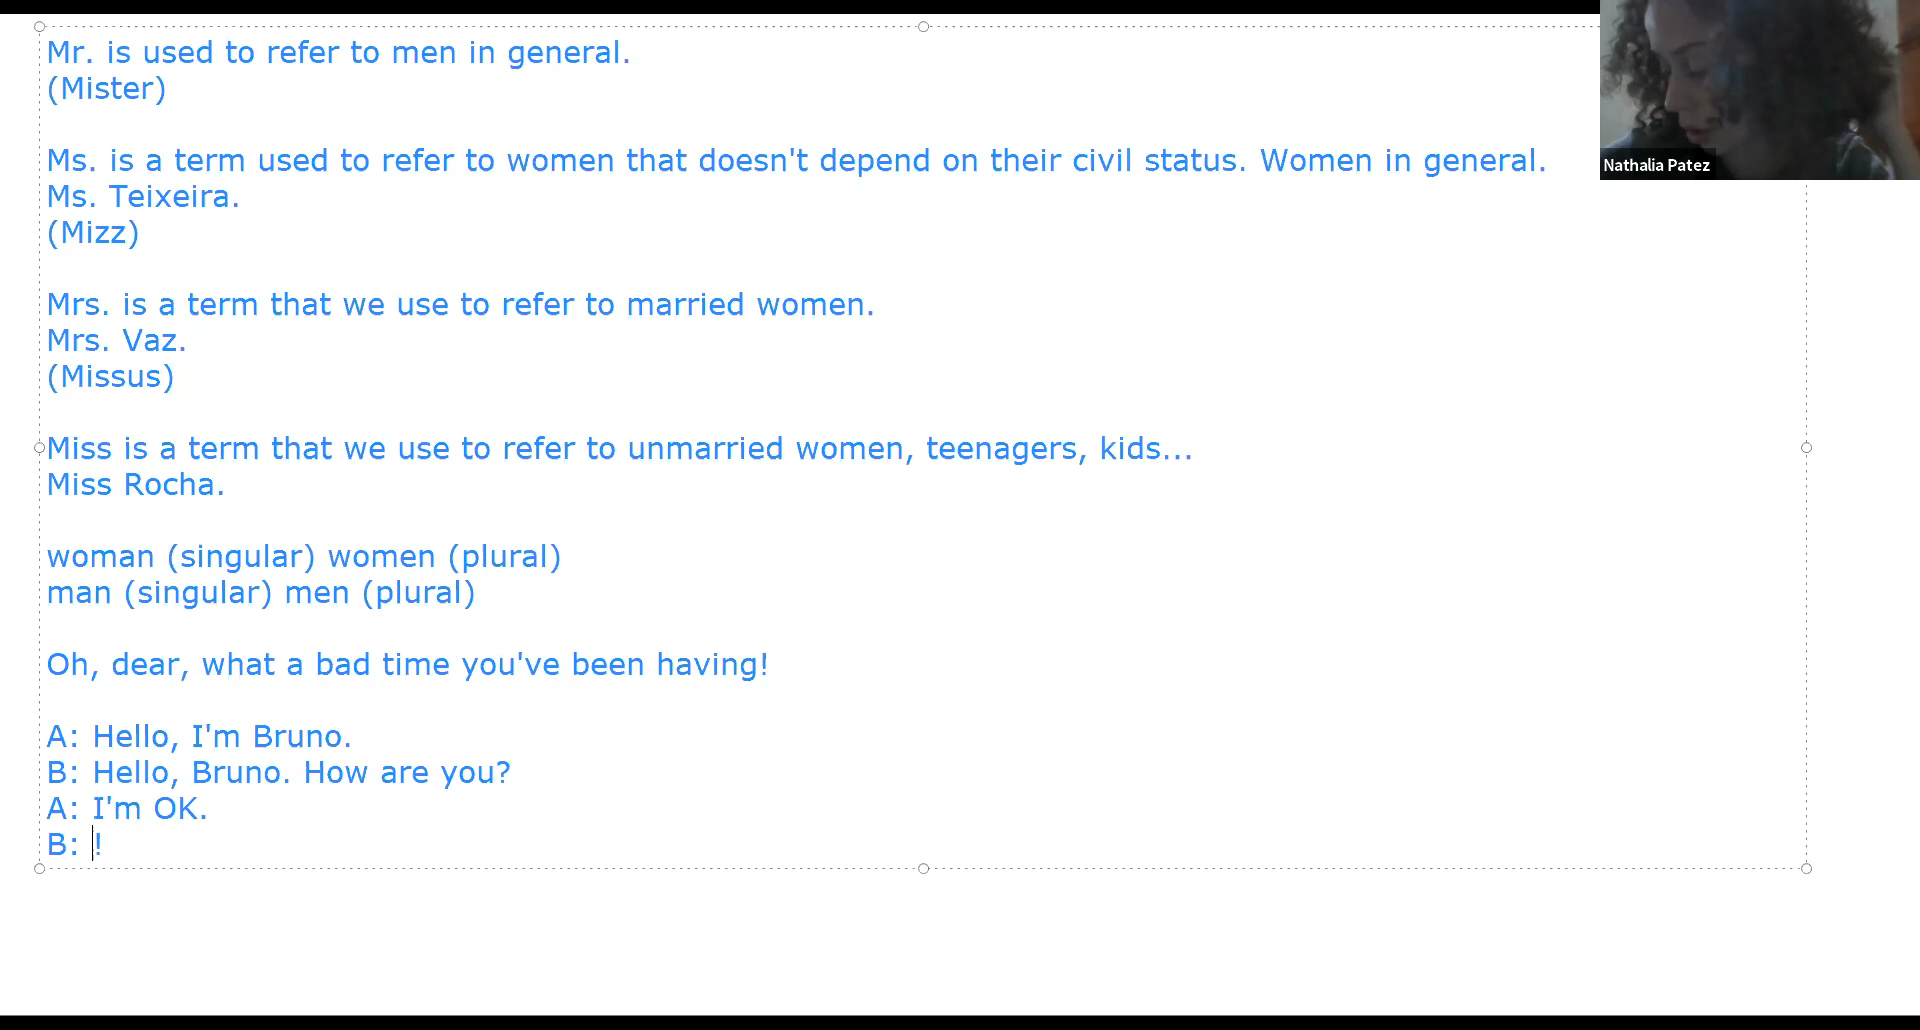 Mr. is used to refer to men in general.
(Mister)
Ms. is a term used to refer to women that doesn't depend on their civil status. Women in general.
Ms. Teixeira.
(Mizz)
Mrs. is a term that we use to refer to married women.
Mrs. Vaz.
(Missus)
Miss is a term that we use to refer to unmarried women, teenagers, kids...
Miss Rocha.
woman (singular) women (plural)
man (singular) men (plural)
Oh, dear, what a bad time you've been having!
A: Hello, I'm Bruno.
B: Hello, Bruno. How are you?
A: I'm OK.
B: !
Nathalia Patez